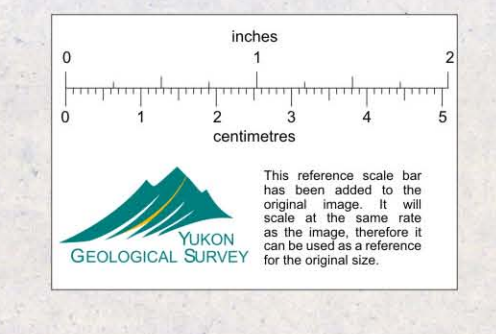 inches
0 1 2
0 1 2 3 4 5
centimetres
This reference scale bar
has been added to the
original image. It will
scale at the same rate
as the image, therefore it
can be used as a reference
for the original size.
YUKON
GEOLOGICAL SURVEY